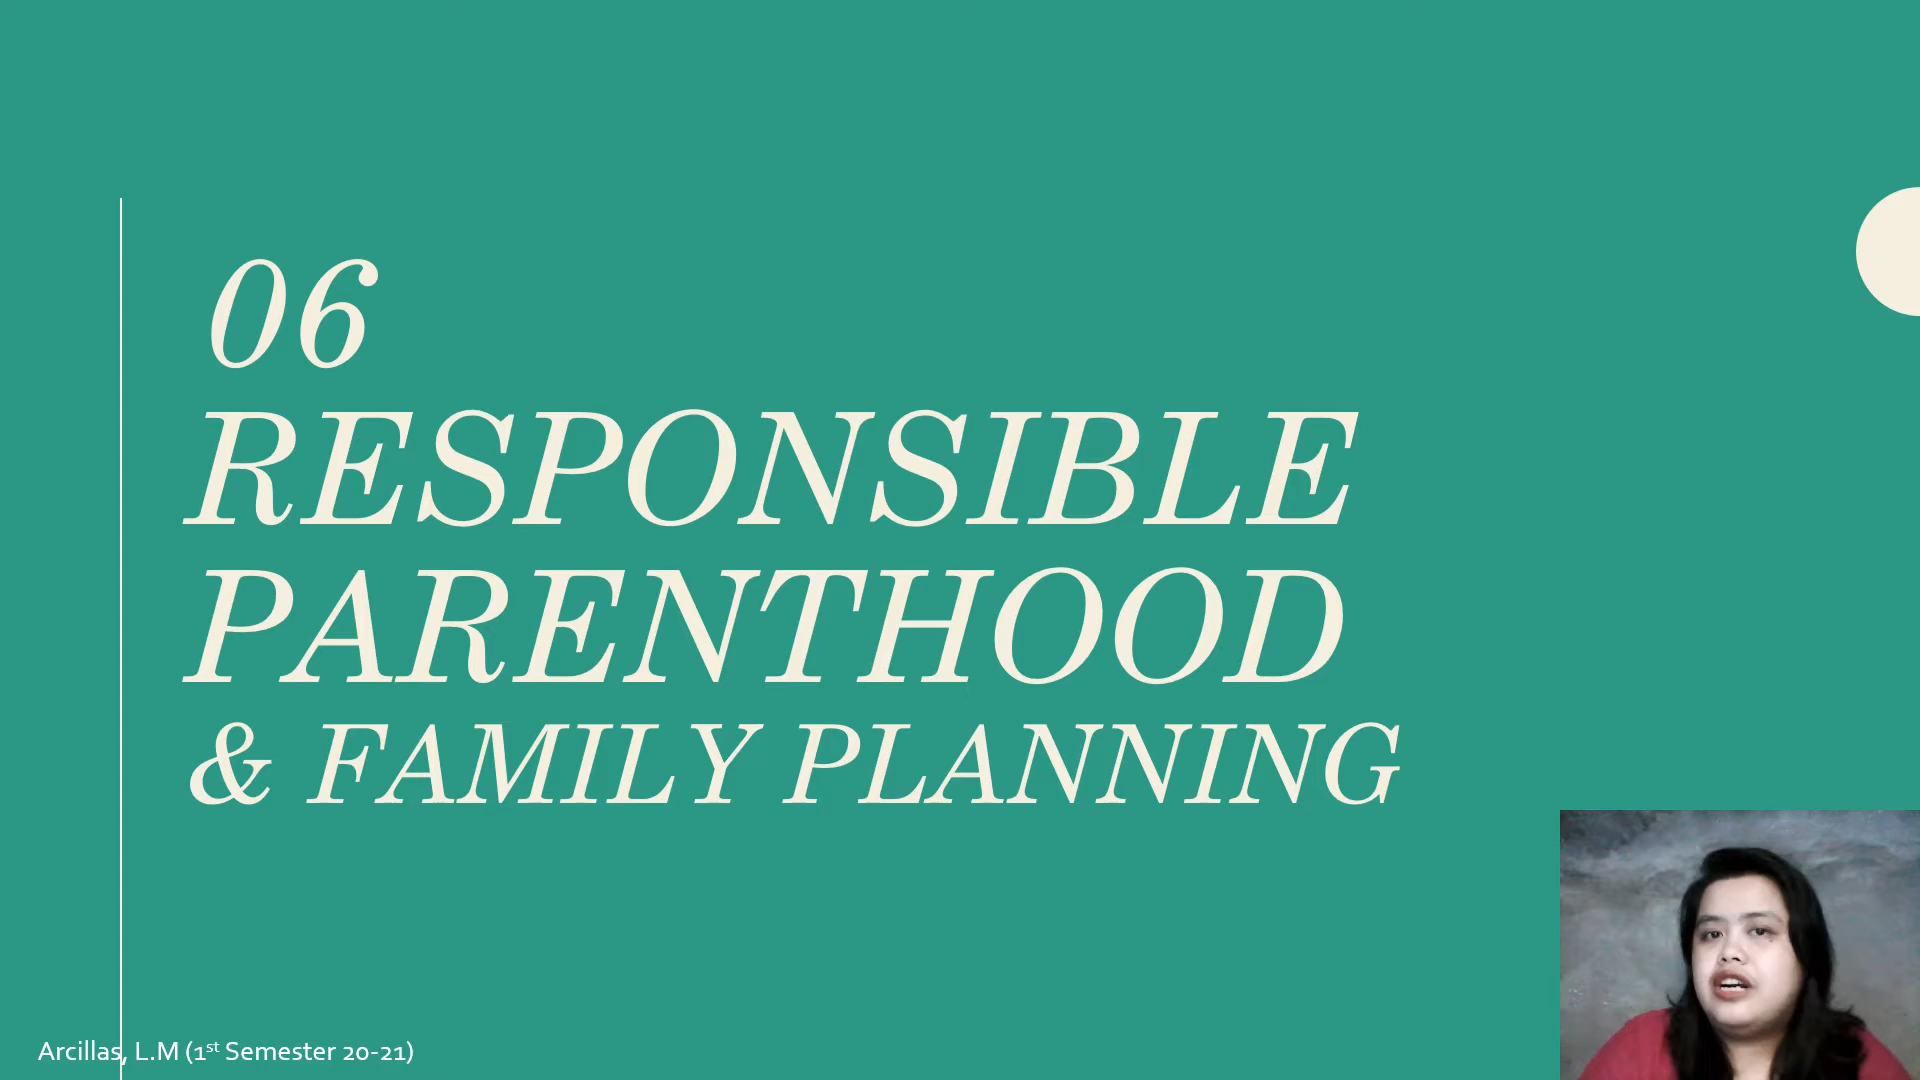 06
RESPONSIBLE
PARENTHOOD
& FAMILY PLANNING
Arcillas, L.M (1st Semester 20-21)